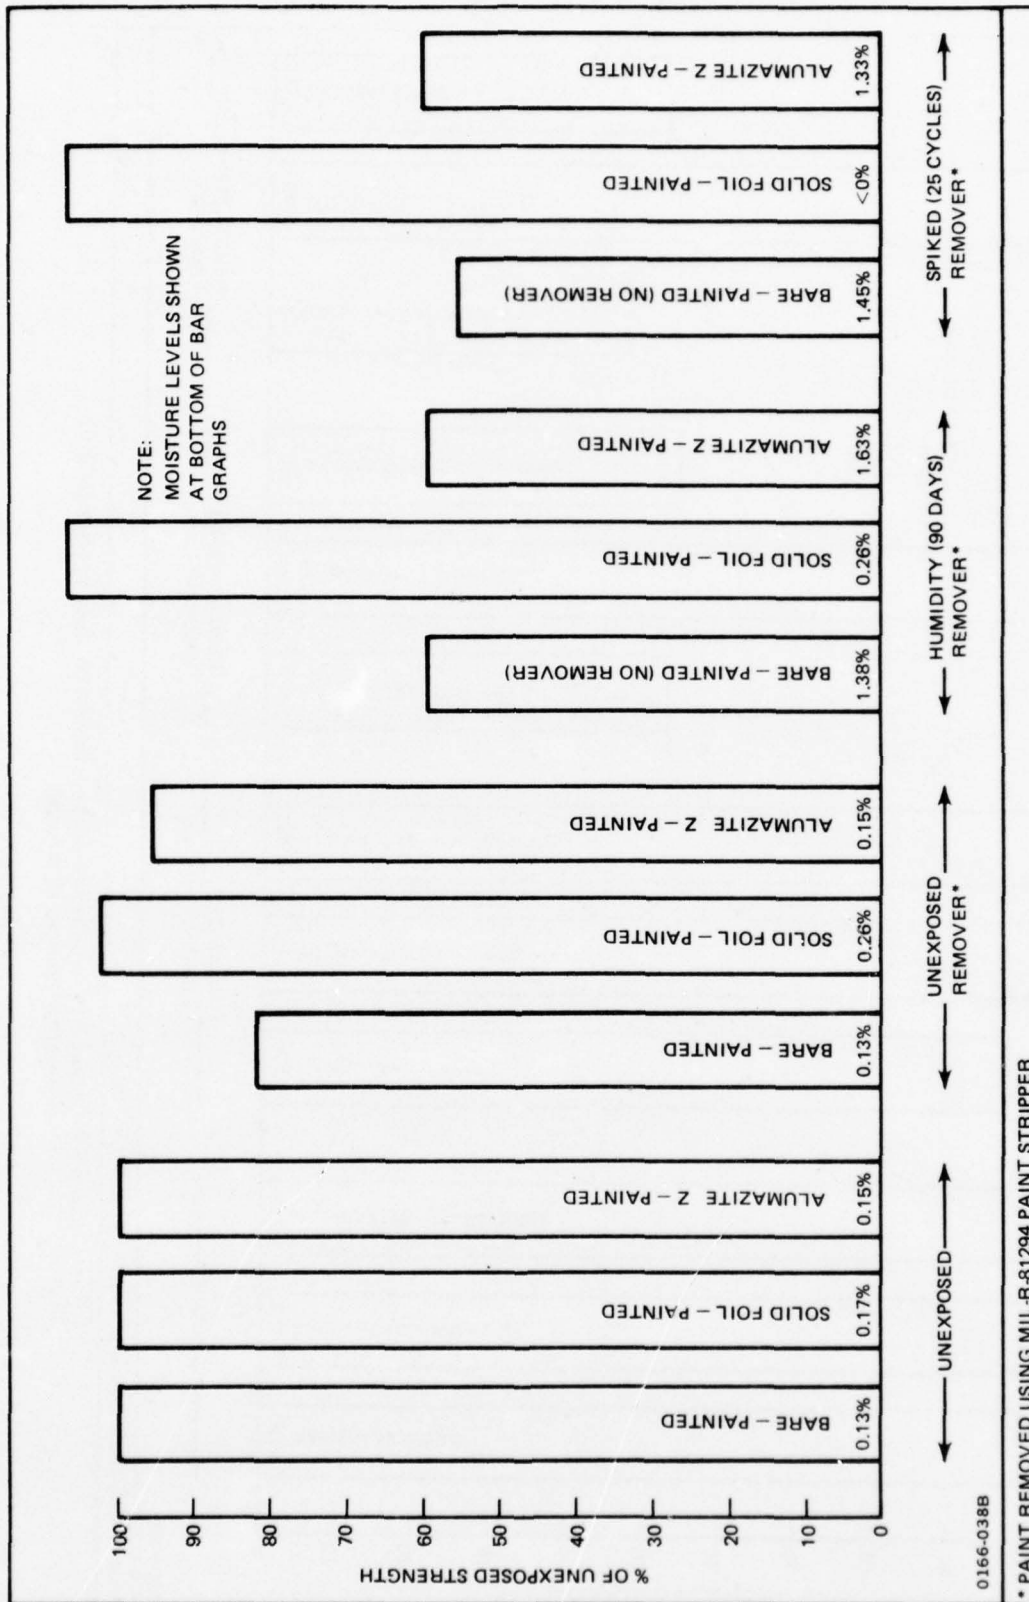 % OF UNEXPOSED STRENGTH
100
90
80
70
60
50
40
30
20
10
0
BARE – PAINTED
0.13%
SOLID FOIL – PAINTED
0.17%
ALUMAZITE Z – PAINTED
0.15%
UNEXPOSED
BARE – PAINTED
0.13%
SOLID FOIL – PAINTED
0.26%
ALUMAZITE Z – PAINTED
0.15%
UNEXPOSED
REMOVER*
BARE – PAINTED (NO REMOVER)
1.38%
SOLID FOIL – PAINTED
0.26%
ALUMAZITE Z – PAINTED
1.63%
HUMIDITY (90 DAYS)
REMOVER*
NOTE:
MOISTURE LEVELS SHOWN
AT BOTTOM OF BAR
GRAPHS
BARE – PAINTED (NO REMOVER)
1.45%
SOLID FOIL – PAINTED
<0%
ALUMAZITE Z – PAINTED
1.33%
SPIKED (25 CYCLES)
REMOVER*
0166-038B
* PAINT REMOVED USING MIL-R-81294 PAINT STRIPPER